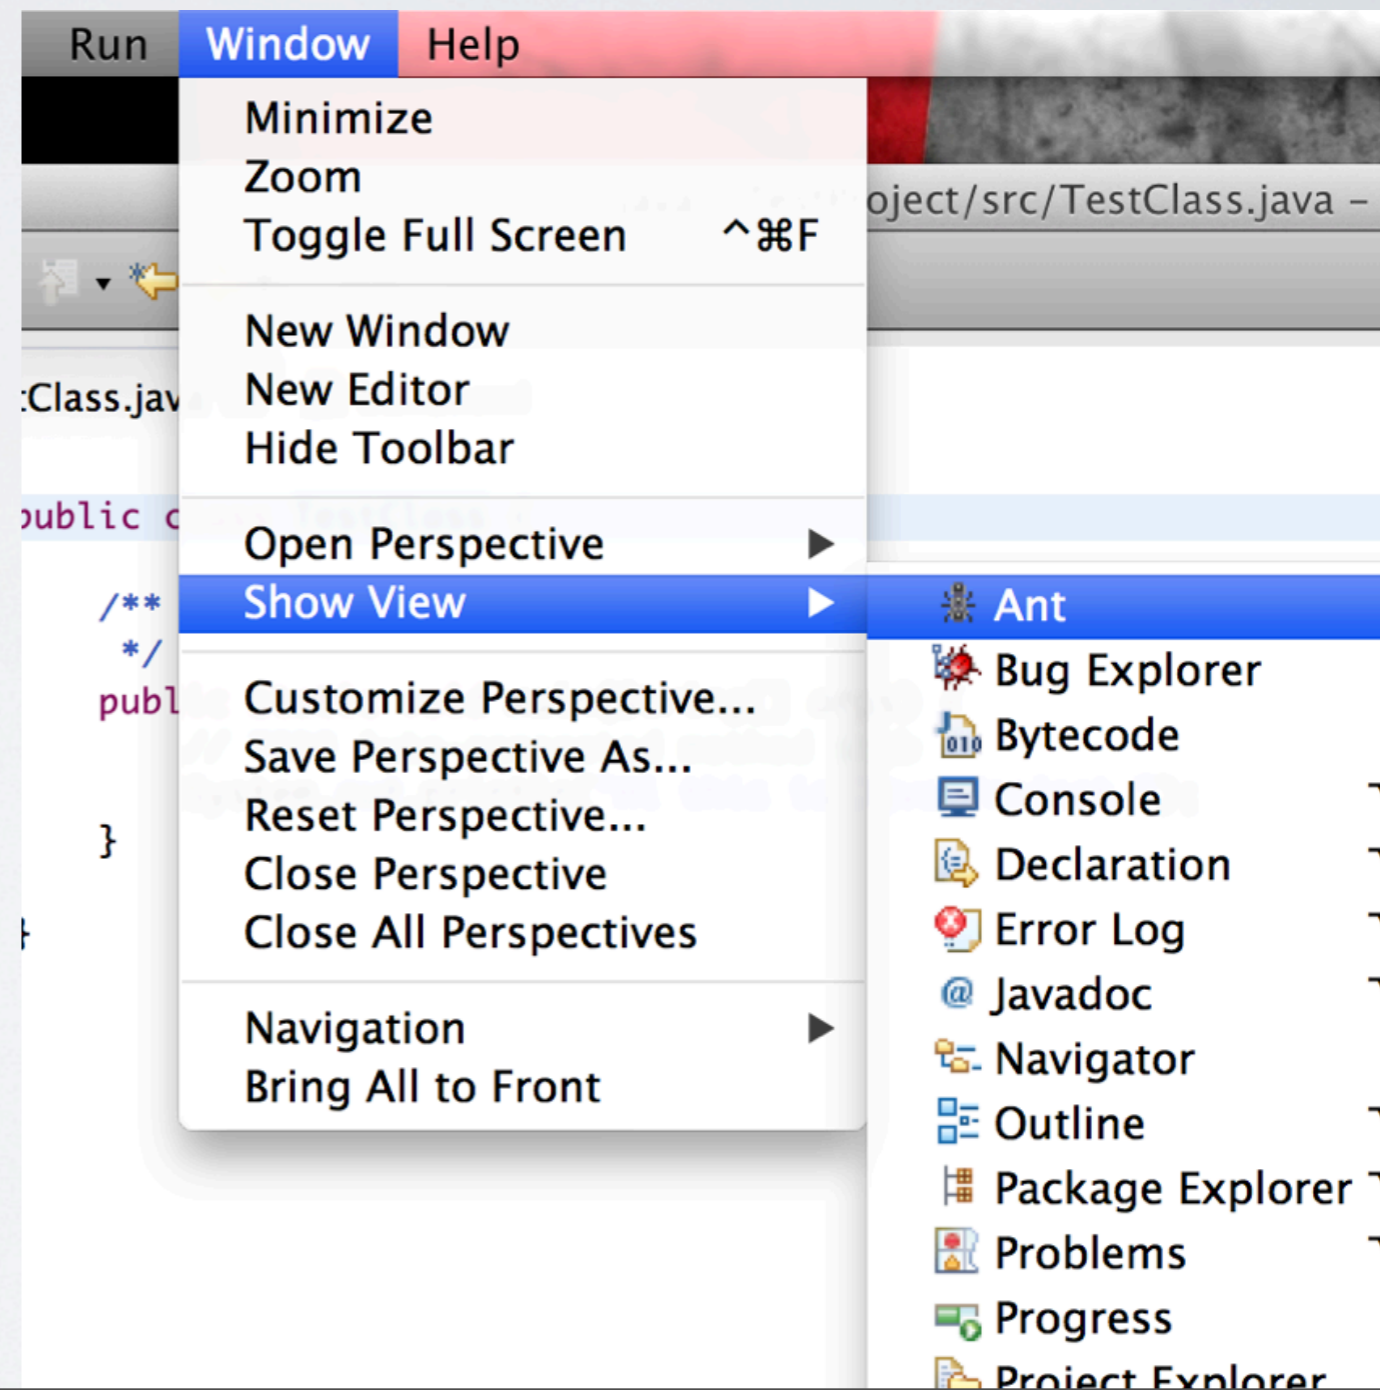 Run Window Help
Minimize
Zoom
Toggle Full Screen ^⌘F
oject/src/TestClass.java –
New Window
New Editor
Hide Toolbar
tClass.jav
public c
Open Perspective
Show View
/**
*/
publ
Customize Perspective...
Save Perspective As...
Reset Perspective...
Close Perspective
Close All Perspectives
}
}
Navigation
Bring All to Front
Ant
Bug Explorer
Bytecode
Console
Declaration
Error Log
@ Javadoc
Navigator
Outline
Package Explorer
Problems
Progress
Project Explorer